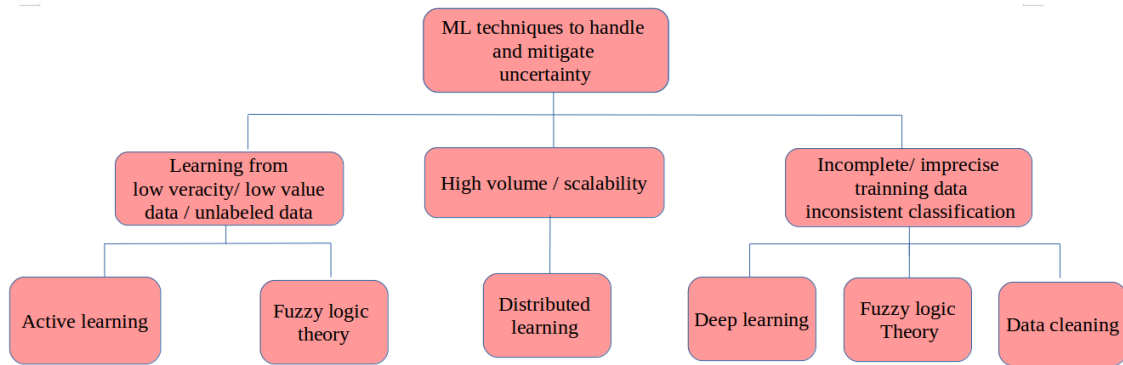 ML techniques to handle
and mitigate
uncertainty
Learning from
low veracity/ low value
data / unlabeled data
High volume / scalability
Incomplete/ imprecise
trainning data
inconsistent classification
Active learning
Fuzzy logic
theory
Distributed
learning
Deep learning
Fuzzy logic
Theory
Data cleaning